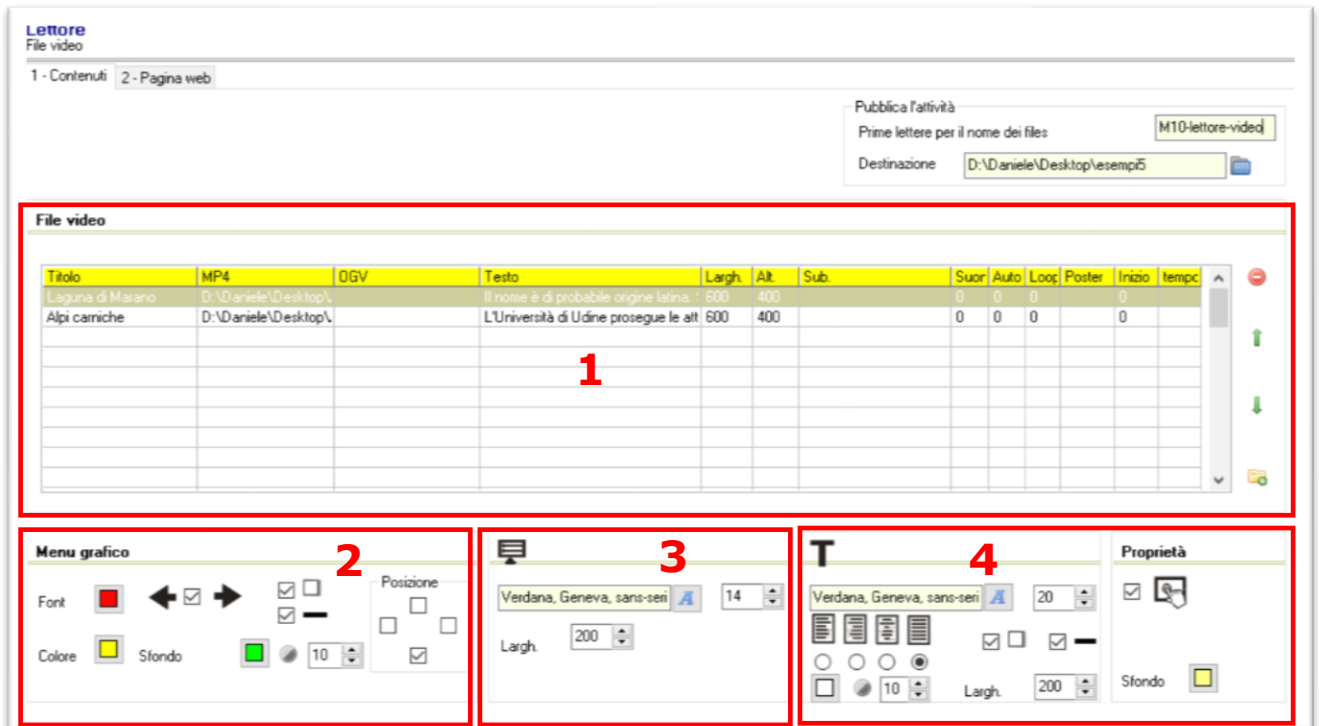 Lettore
File video
1 - Contenuti 2 - Pagina web
Pubblica l'attività
Prime lettere per il nome dei files M10-lettore-video
Destinazione D:\Daniele\Desktop\esempi5
File video
Titolo MP4 OGV Testo Largh. Alt. Sub. Suor Auto Loop Poster Inizio tempo
Laguna di Marano D:\Daniele\Desktop\ Il nome è di probabile origine latina. 600 400 0 0 0 0
Alpi carniche D:\Daniele\Desktop\ L'Università di Udine prosegue le att 600 400 0 0 0 0
1
Menu grafico 2 3 T 4 Proprietà
Posizione
Font Verdana, Geneva, sans-seri A 14 Verdana, Geneva, sans-seri A 20
Largh. 200
Colore Sfondo 10 10 Largh. 200 Sfondo